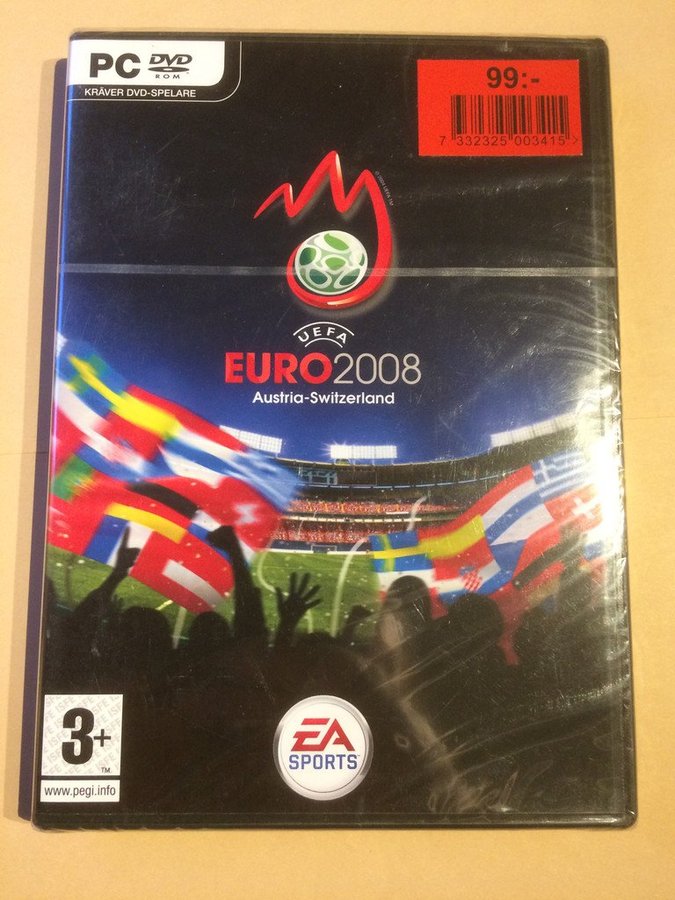 PC DVD
ROM
KRÄVER DVD-SPELARE
99:-
7 332325 003415 >
UEFA
EURO2008
Austria-Switzerland
3+
TM
www.pegi.info
EA
SPORTS